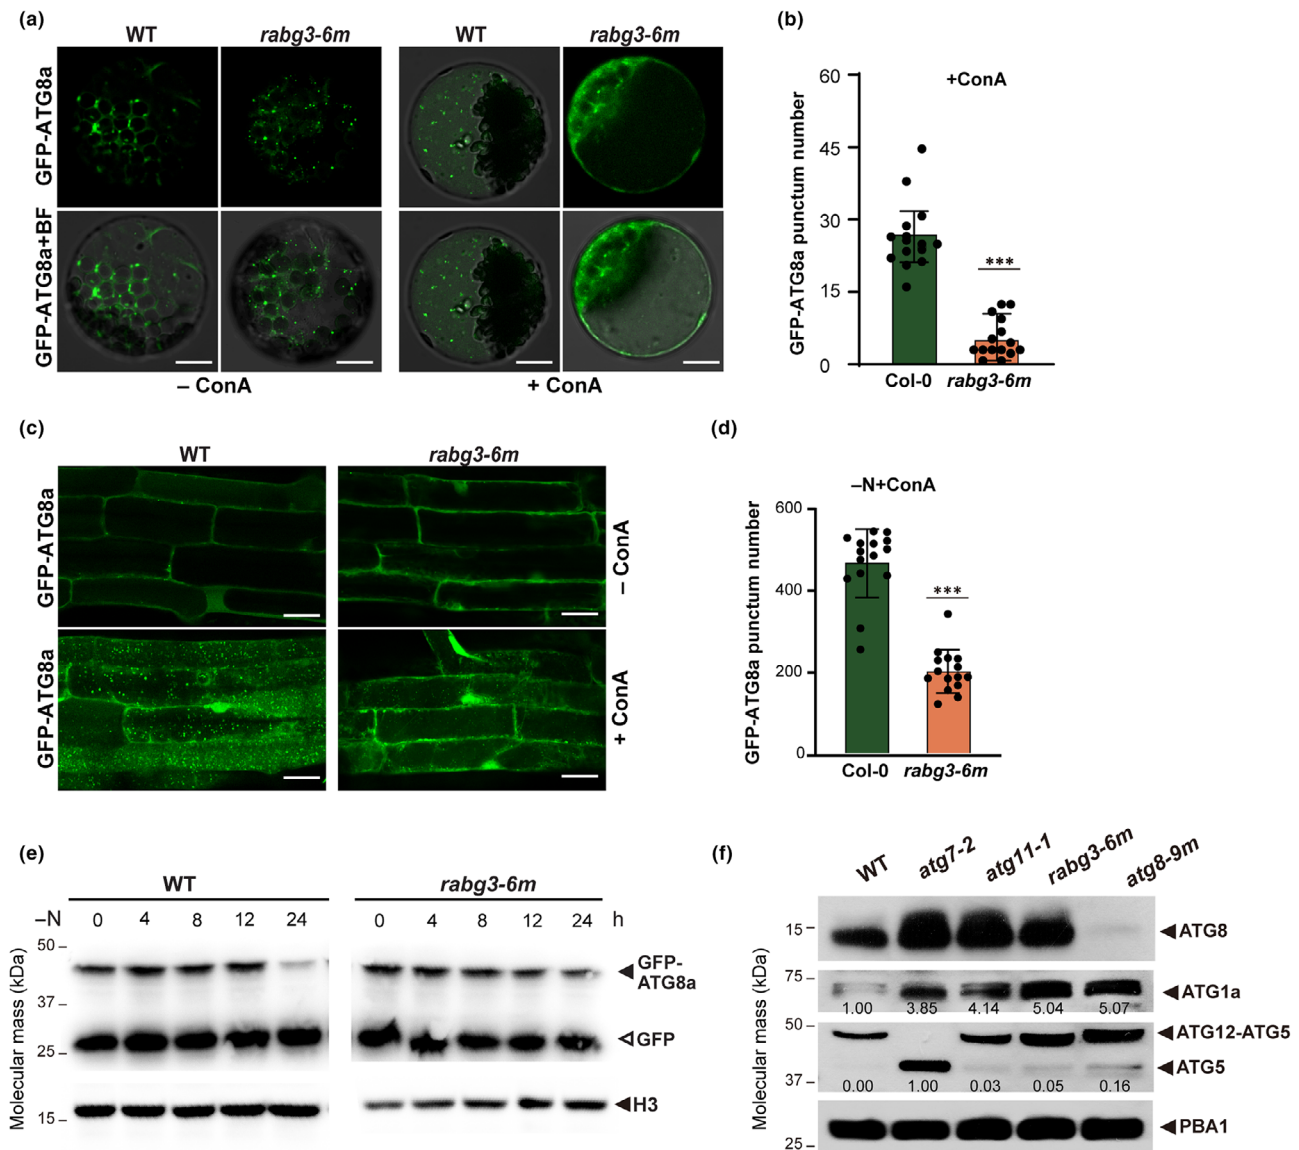 (a)
WT
rabg3-6m
WT
rabg3-6m
GFP-ATG8a
GFP-ATG8a+BF
– ConA
+ ConA
(b)
+ConA
GFP-ATG8a punctum number
60
45
30
15
0
***
Col-0
rabg3-6m
(c)
WT
rabg3-6m
GFP-ATG8a
– ConA
GFP-ATG8a
+ ConA
(d)
–N+ConA
GFP-ATG8a punctum number
600
400
200
0
***
Col-0
rabg3-6m
(e)
WT
rabg3-6m
–N 0 4 8 12 24 0 4 8 12 24 h
Molecular mass (kDa)
50
37
25
15
GFP-
ATG8a
GFP
H3
(f)
WT atg7-2 atg11-1 rabg3-6m atg8-9m
Molecular mass (kDa)
15
ATG8
75
ATG1a
1.00 3.85 4.14 5.04 5.07
50
ATG12-ATG5
ATG5
37
0.00 1.00 0.03 0.05 0.16
PBA1
25